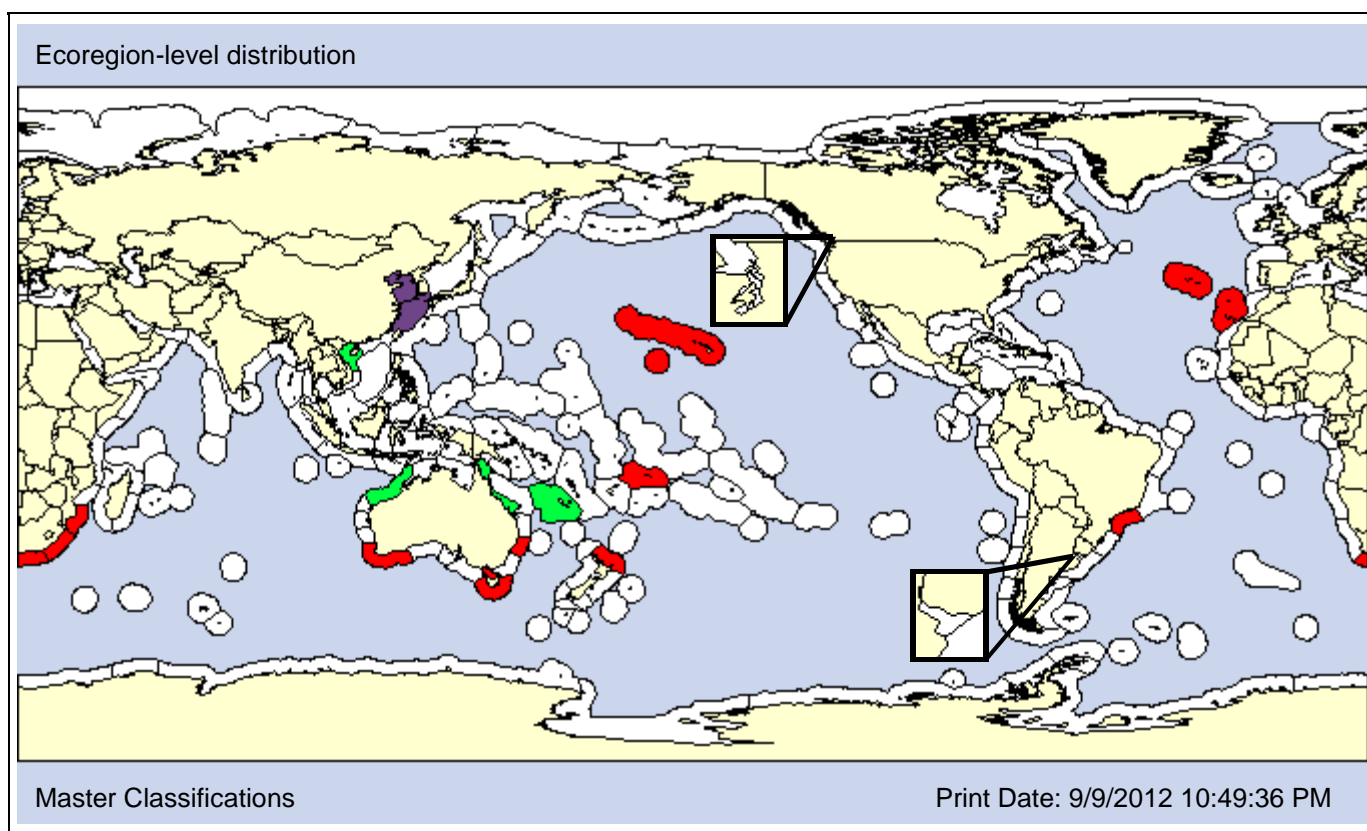 Ecoregion-level distribution
Master Classifications
Print Date: 9/9/2012 10:49:36 PM